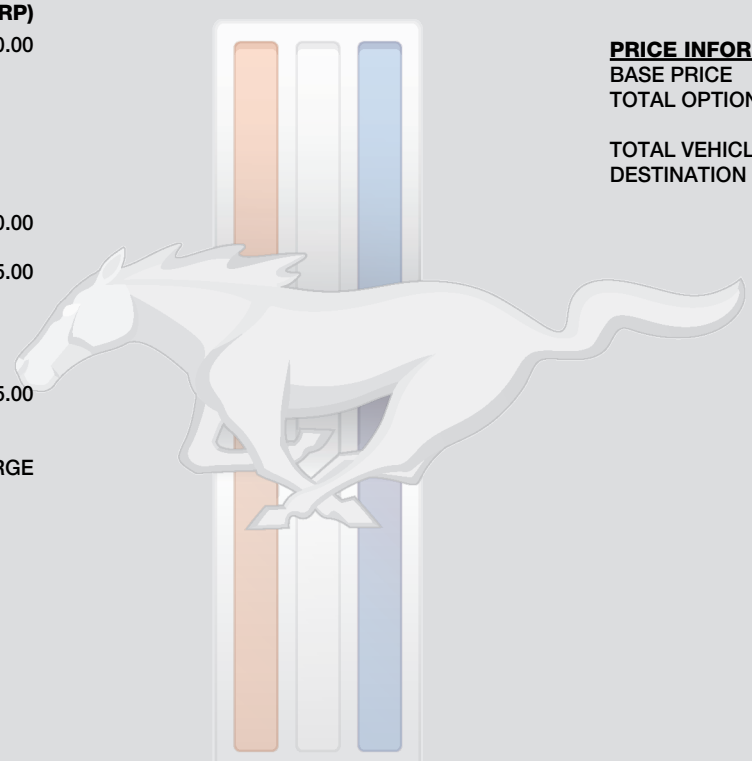 RP)
0.00
0.00
5.00
5.00
RGE
PRICE INFOR
BASE PRICE
TOTAL OPTION
TOTAL VEHICL
DESTINATION